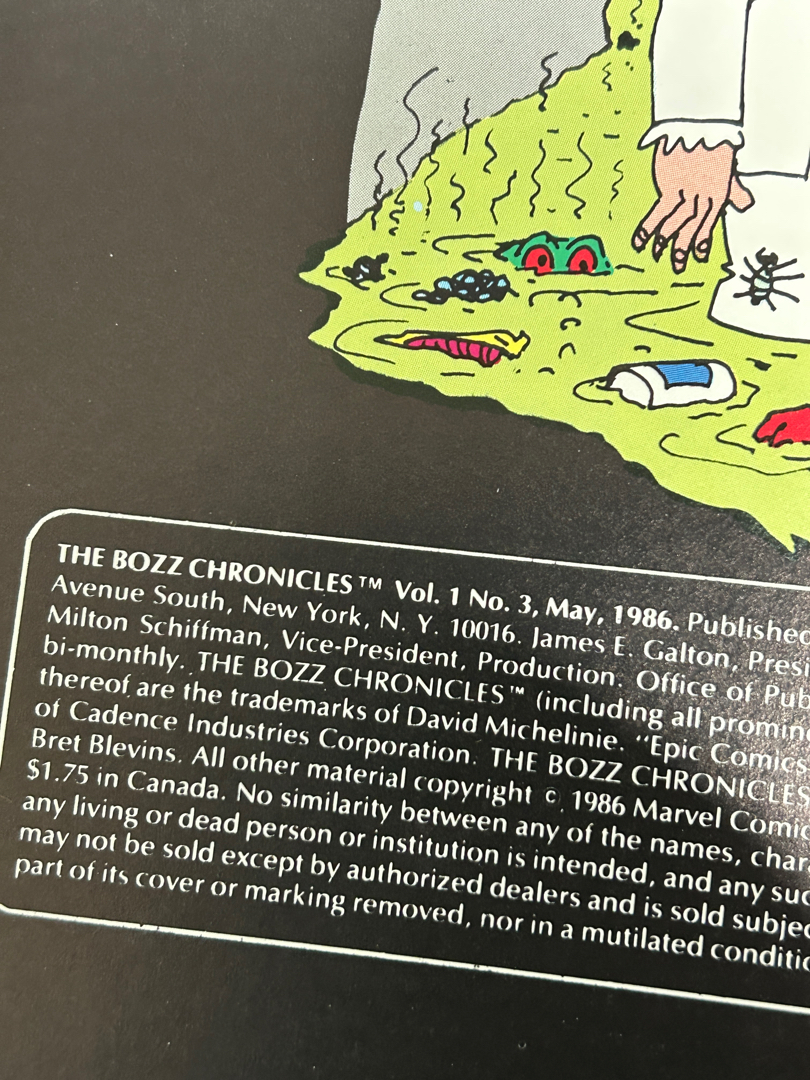 THE BOZZ CHRONICLES™ Vol. 1 No. 3, May, 1986. Published
Avenue South, New York, N. Y. 10016. James E. Galton, Pres
Milton Schiffman, Vice-President, Production. Office of Pub
bi-monthly. THE BOZZ CHRONICLES™ (including all promin
thereof are the trademarks of David Michelinie. "Epic Comics
of Cadence Industries Corporation. THE BOZZ CHRONICLES
Bret Blevins. All other material copyright © 1986 Marvel Comic
$1.75 in Canada. No similarity between any of the names, char
any living or dead person or institution is intended, and any suc
may not be sold except by authorized dealers and is sold subjec
part of its cover or marking removed, nor in a mutilated conditio